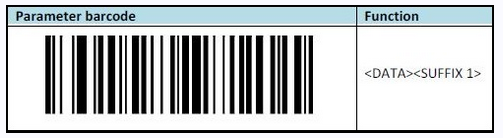 Parameter barcode Function
<DATA><SUFFIX 1>